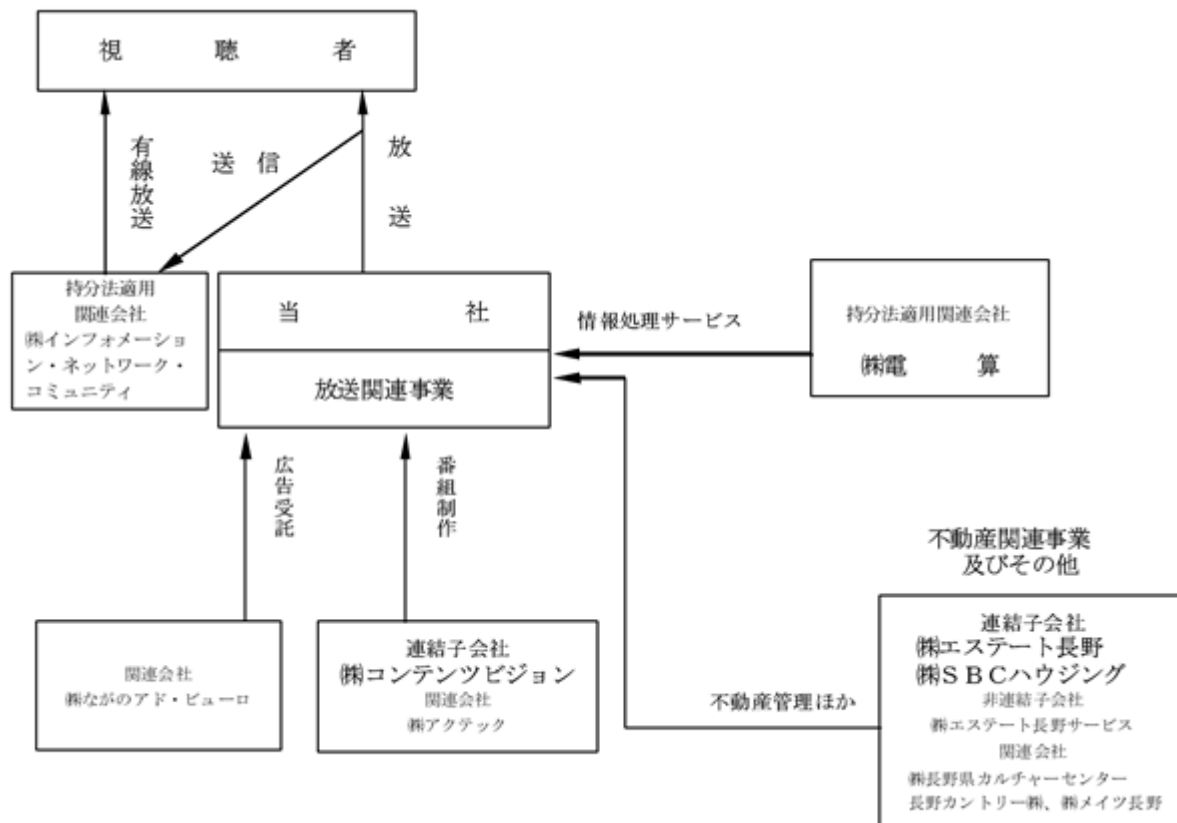 視 聴 者
有線放送
送 信
放 送
持分法適用
関連会社
㈱インフォメーショ
ン・ネットワーク・
コミュニティ
当 社
放送関連事業
情報処理サービス
持分法適用関連会社
㈱電 算
広告受託
番組制作
不動産関連事業
及びその他
関連会社
㈱ながのアド・ビューロ
連結子会社
㈱コンテンツビジョン
関連会社
㈱アクテック
不動産管理ほか
連結子会社
㈱エステート長野
㈱ＳＢＣハウジング
非連結子会社
㈱エステート長野サービス
関連会社
㈱長野県カルチャーセンター
長野カントリー㈱、㈱メイツ長野